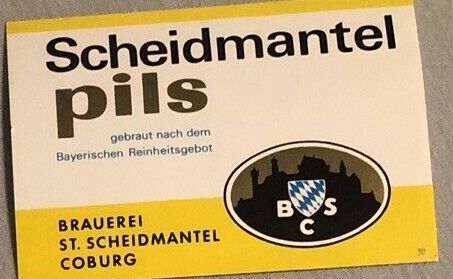 Scheidmantel
pils
gebraut nach dem
Bayerischen Reinheitsgebot
B S
C
BRAUEREI
ST. SCHEIDMANTEL
COBURG